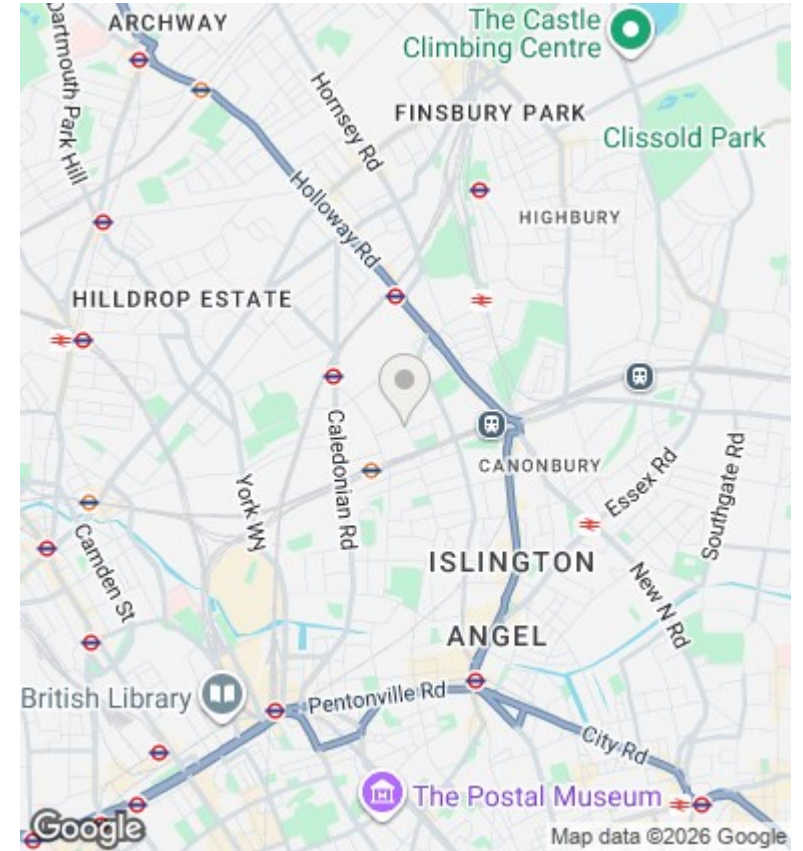 ARCHWAY
The Castle
Climbing Centre
Dartmouth Park Hill
Hornsey Rd
FINSBURY PARK
Clissold Park
Holloway Rd
HIGHBURY
HILLDROP ESTATE
Caledonian Rd
CANONBURY
Essex Rd
Southgate Rd
York WY
Camden St
ISLINGTON
New N Rd
ANGEL
British Library
Pentonville Rd
City Rd
The Postal Museum
Google
Map data ©2026 Google